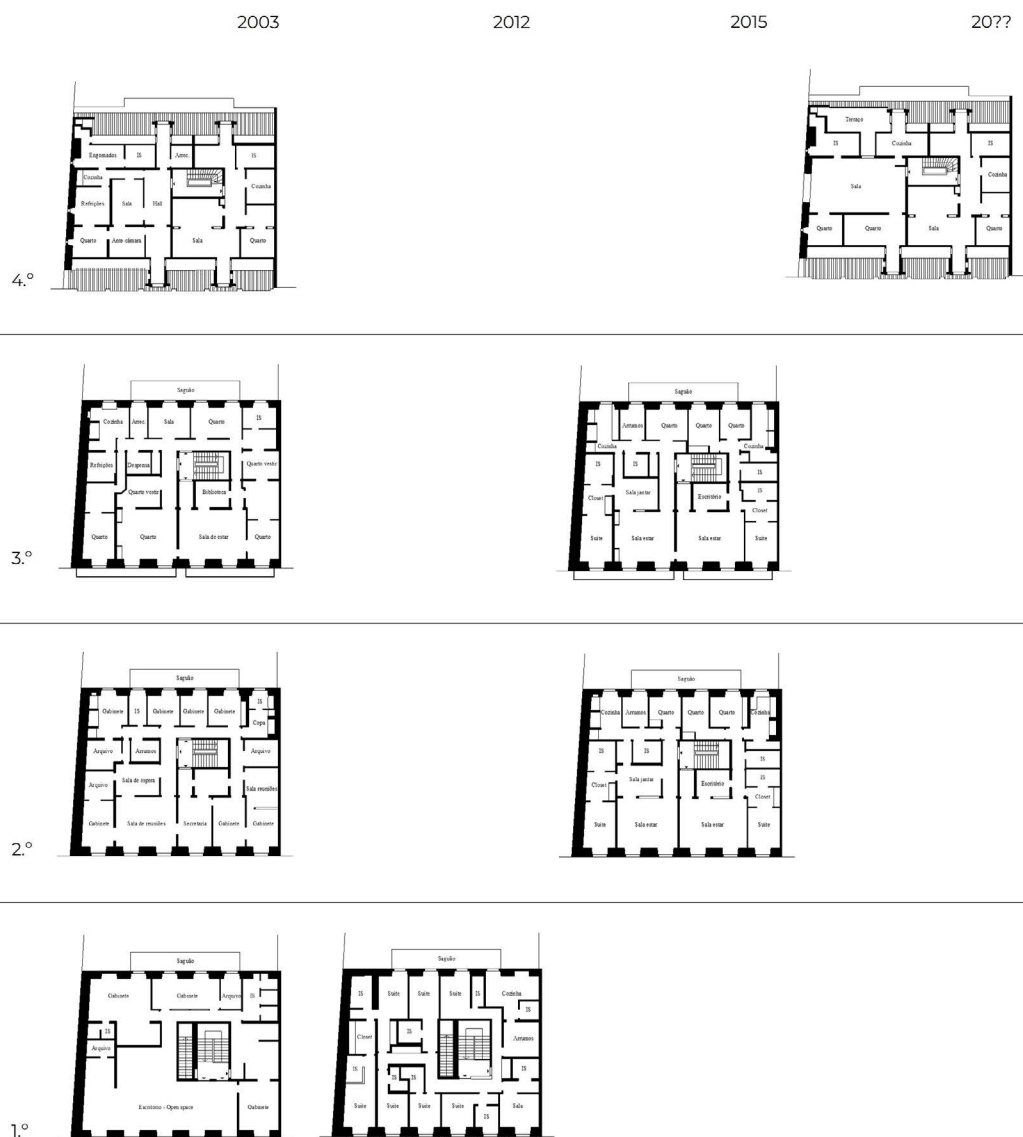 2003 2012 2015 20??
Terraço
Engomados IS Antes. IS
IS Cozinha IS
Cozinha Cozinha
Cozinha
Refeições Sala Hall
Sala
Quarto Ante-câmara Sala Quarto
Quarto Quarto Sala Quarto
4.º
Saguão
Saguão
Cozinha Arres. Sala Quarto IS
Arrumos Quarto Quarto Quarto
Cozinha Cozinha
Refeições Despensa Quarto vestir
IS IS IS
Quarto vestir Biblioteca
Closet Sala jantar Escritório IS
Closet
Quarto Quarto Sala de estar Quarto
Suite Sala estar Sala estar Suite
3.º
Saguão
Saguão
Gabinete IS Gabinete Gabinete Gabinete IS
Copa
Cozinha Arrumos Quarto Quarto Quarto Cozinha
Arquivo Arrumos Arquivo
IS IS IS
Arquivo Sala de espera Sala reuniões
Closet Sala jantar Escritório IS
Closet
Gabinete Sala de reuniões Secretaria Gabinete Gabinete
Suite Sala estar Sala estar Suite
2.º
Saguão
Saguão
Gabinete Gabinete Arquivo IS
IS Suite Suite Suite IS Cozinha
IS
IS
Arquivo
Closet IS Arrumos
IS IS IS IS
Escritório - Open space Gabinete
Suite Suite Suite Suite IS Sala
1.º